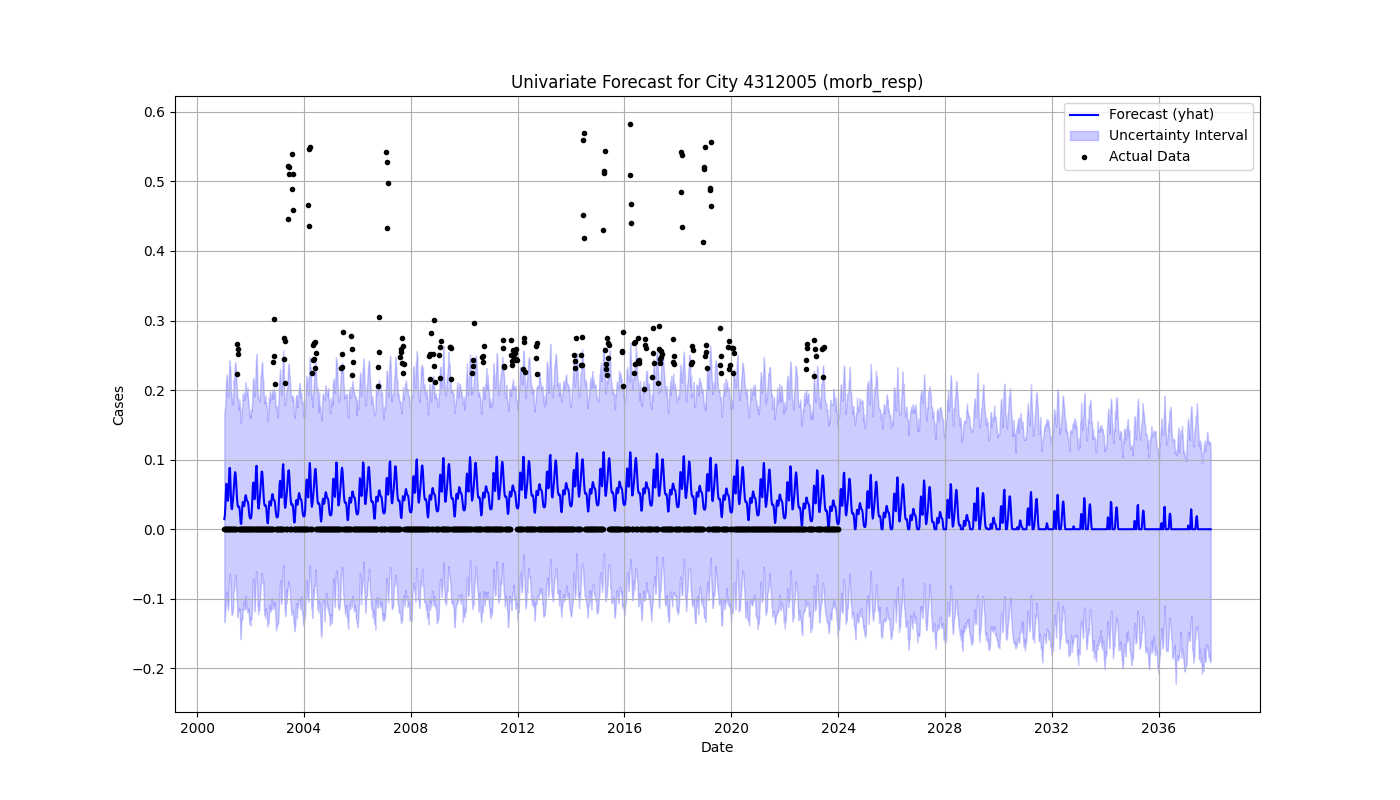 Univariate Forecast for City 4312005 (morb_resp)
Forecast (yhat)
Uncertainty Interval
Actual Data
0.6
0.5
0.4
0.3
0.2
0.1
0.0
−0.1
−0.2
Cases
2000 2004 2008 2012 2016 2020 2024 2028 2032 2036
Date